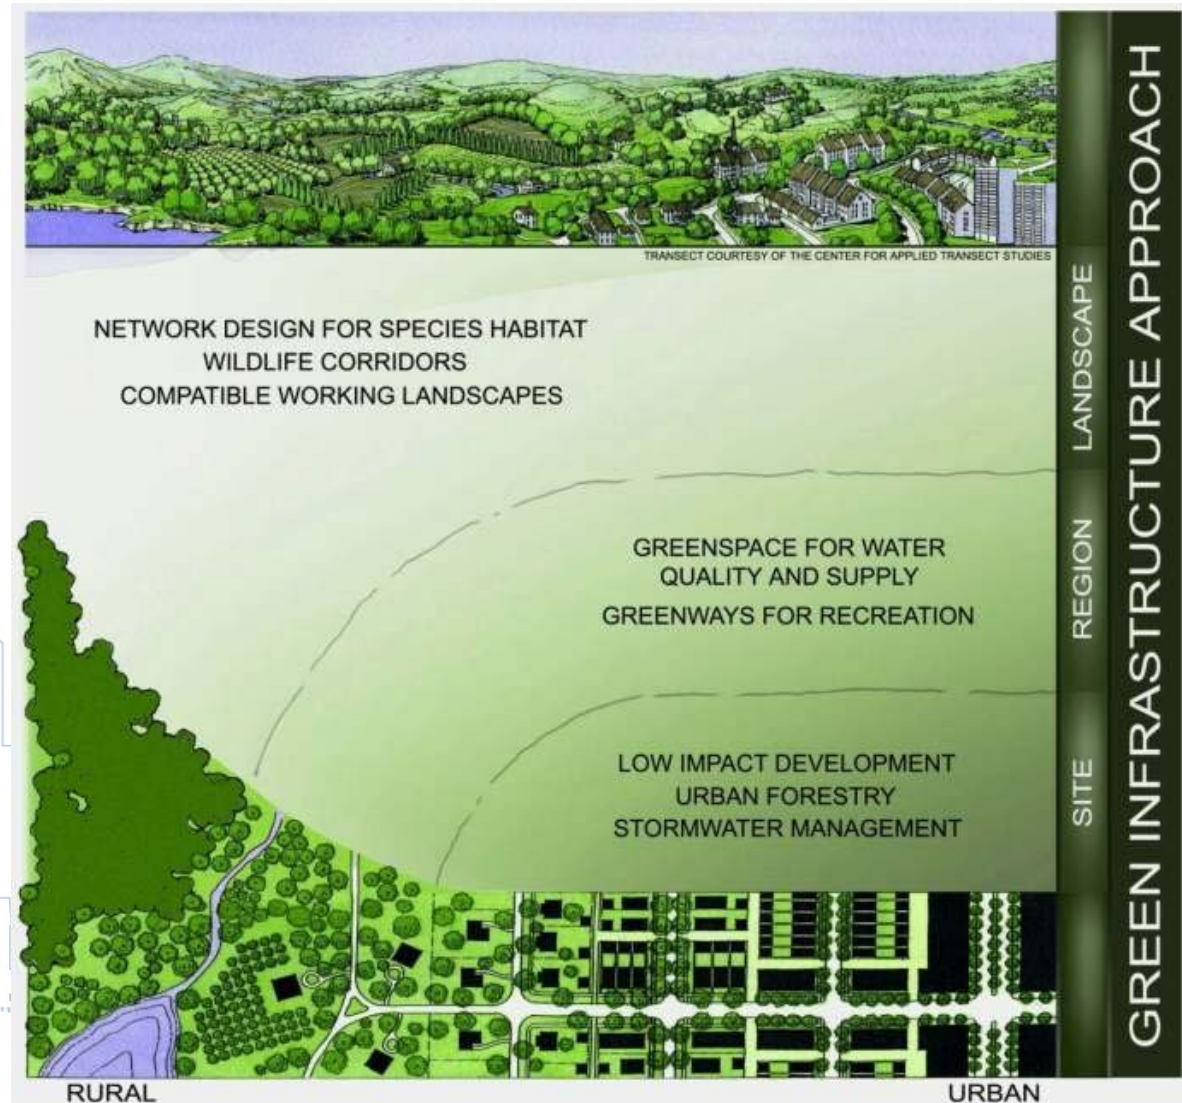 TRANSECT COURTESY OF THE CENTER FOR APPLIED TRANSECT STUDIES
NETWORK DESIGN FOR SPECIES HABITAT
WILDLIFE CORRIDORS
COMPATIBLE WORKING LANDSCAPES
GREENSPACE FOR WATER
QUALITY AND SUPPLY
GREENWAYS FOR RECREATION
LOW IMPACT DEVELOPMENT
URBAN FORESTRY
STORMWATER MANAGEMENT
LANDSCAPE
REGION
SITE
GREEN INFRASTRUCTURE APPROACH
RURAL
URBAN